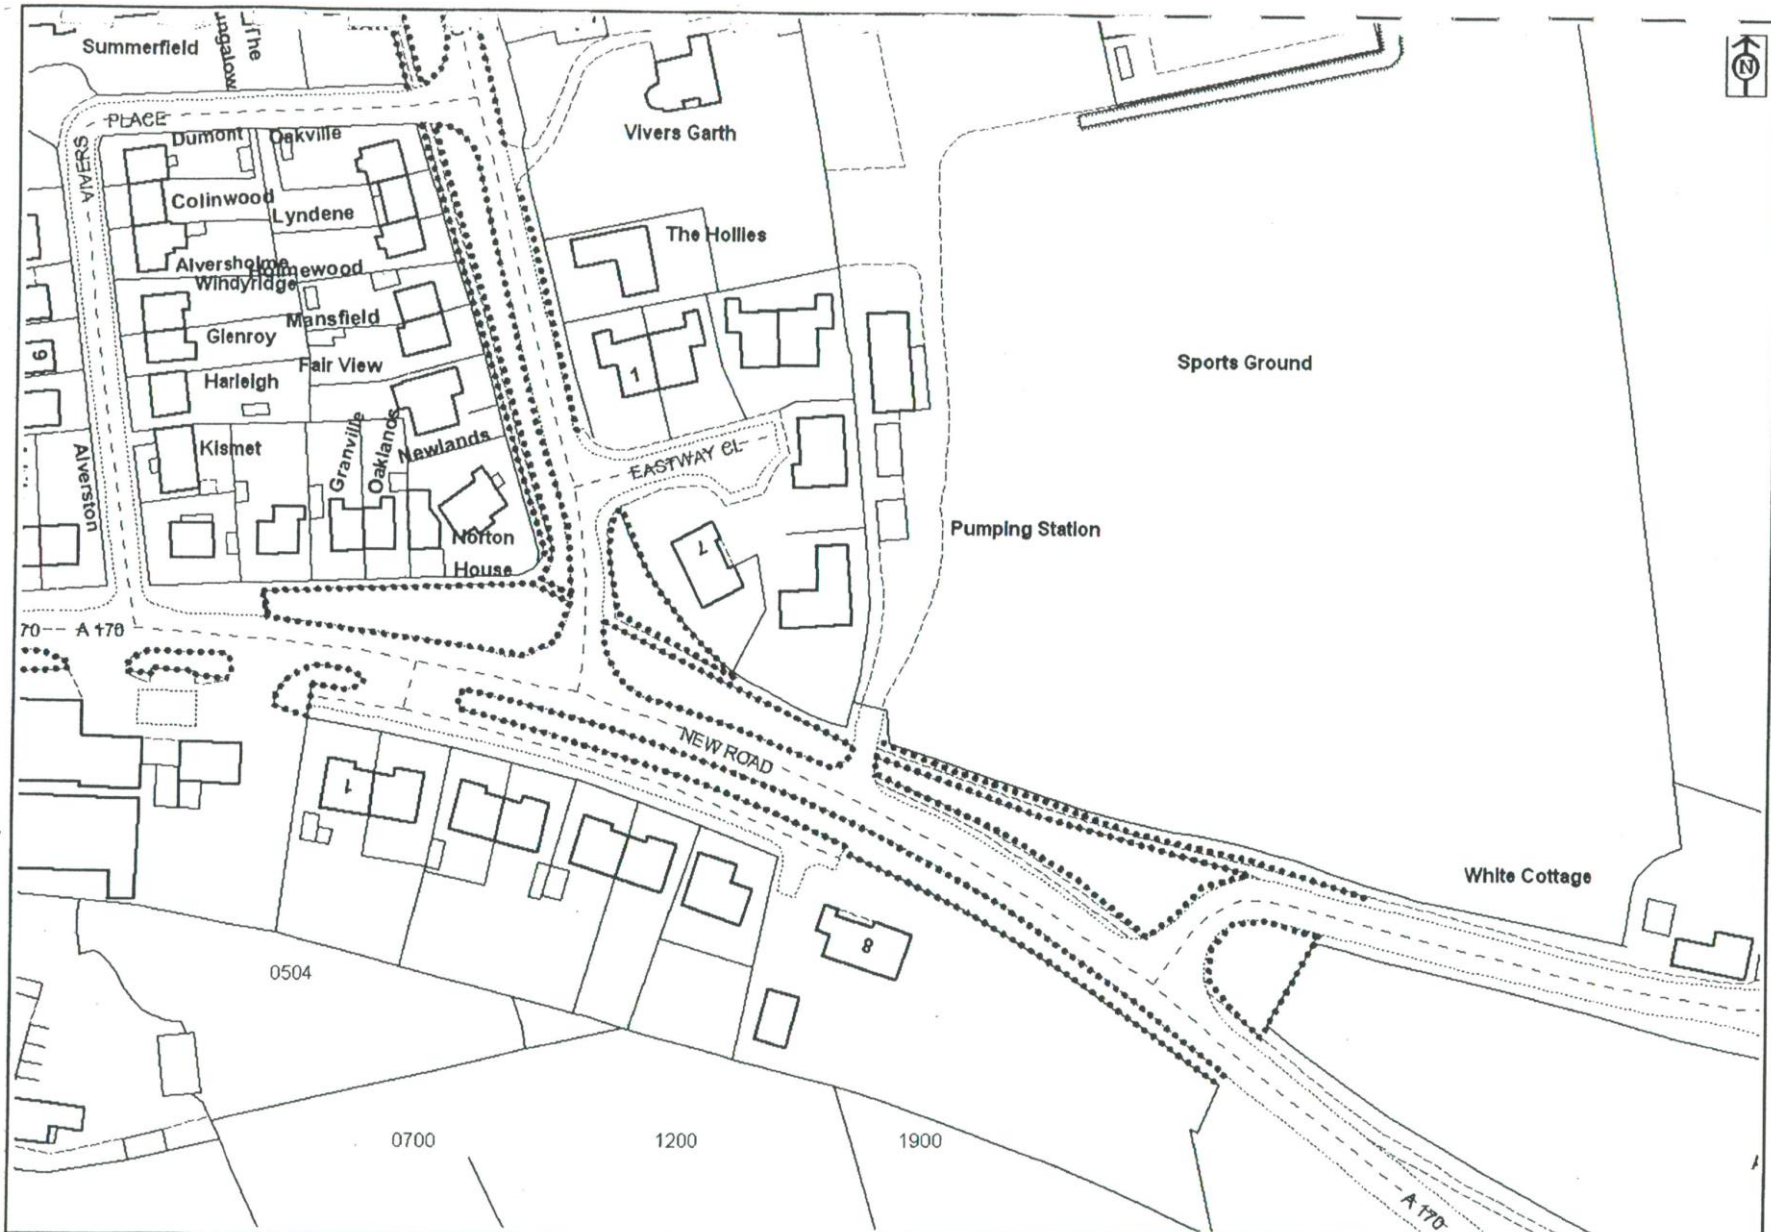 Summerfield
The
ungalow
N
PLACE
VIVERS
Dumont
Oakville
Vivers Garth
Colinwood
Lyndene
The Hollies
Alversholme
Holmewood
Windyridge
Mansfield
Glenroy
9
Fair View
Harleigh
1
Sports Ground
Granville
Oaklands
Newlands
Kismet
EASTWAY CL
Alverston
Norton
House
7
Pumping Station
70
A 170
NEW ROAD
1
White Cottage
8
0504
0700
1200
1900
A 170